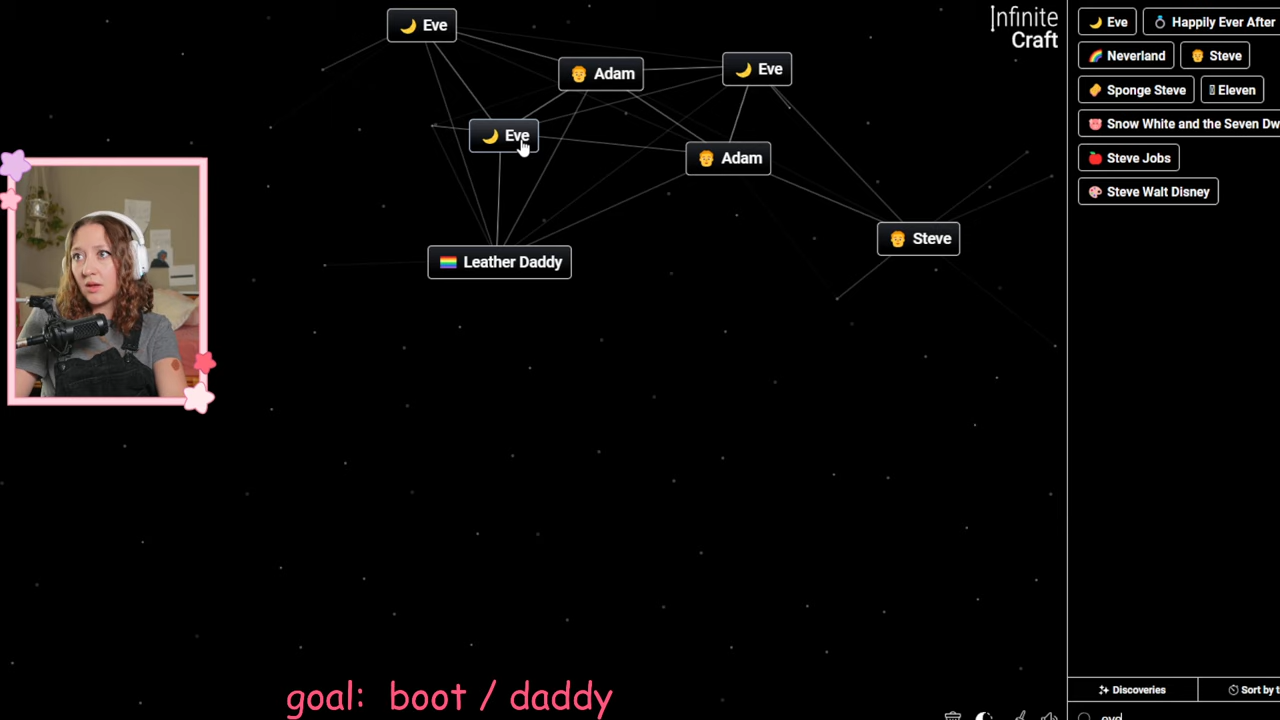 Eve
Adam
Eve
Eve
Adam
Steve
Leather Daddy
Infinite
Craft
Eve
Happily Ever After
Neverland
Steve
Sponge Steve
Eleven
Snow White and the Seven Dw
Steve Jobs
Steve Walt Disney
goal: boot / daddy
Discoveries
Sort by t
eve